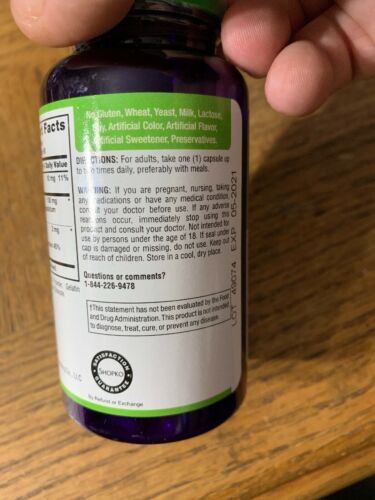 Facts
Daily Value
11%
No Gluten, Wheat, Yeast, Milk, Lactose,
Soy, Artificial Color, Artificial Flavor,
Artificial Sweetener, Preservatives.
DIRECTIONS: For adults, take one (1) capsule up
to two times daily, preferably with meals.
WARNING: If you are pregnant, nursing, taking
any medications or have any medical condition,
consult your doctor before use. If any adverse
reactions occur, immediately stop using this
product and consult your doctor. Not intended for
use by persons under the age of 18. If seal under
cap is damaged or missing, do not use. Keep out
of reach of children. Store in a cool, dry place.
Questions or comments?
1-844-226-9478
†This statement has not been evaluated by the Food
and Drug Administration. This product is not intended
to diagnose, treat, cure, or prevent any disease.
SATISFACTION
SHOPKO
GUARANTEE
By Refund or Exchange
LOT 49074 EXP 05-2021
Gelatin
LLC